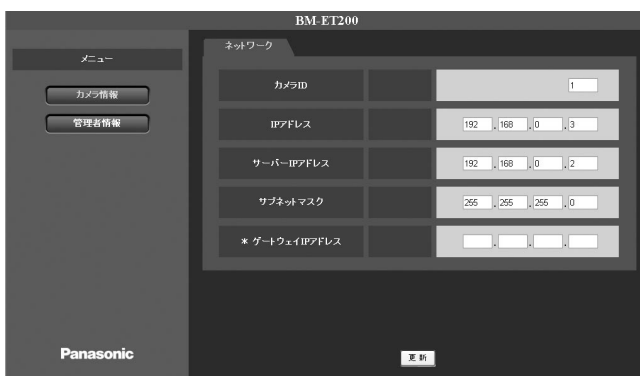 BM-ET200
メニュー
カメラ情報
管理者情報
ネットワーク
カメラID 1
IPアドレス 192 . 168 . 0 . 3
サーバーIPアドレス 192 . 168 . 0 . 2
サブネットマスク 255 . 255 . 255 . 0
* ゲートウェイIPアドレス . . .
Panasonic
更新